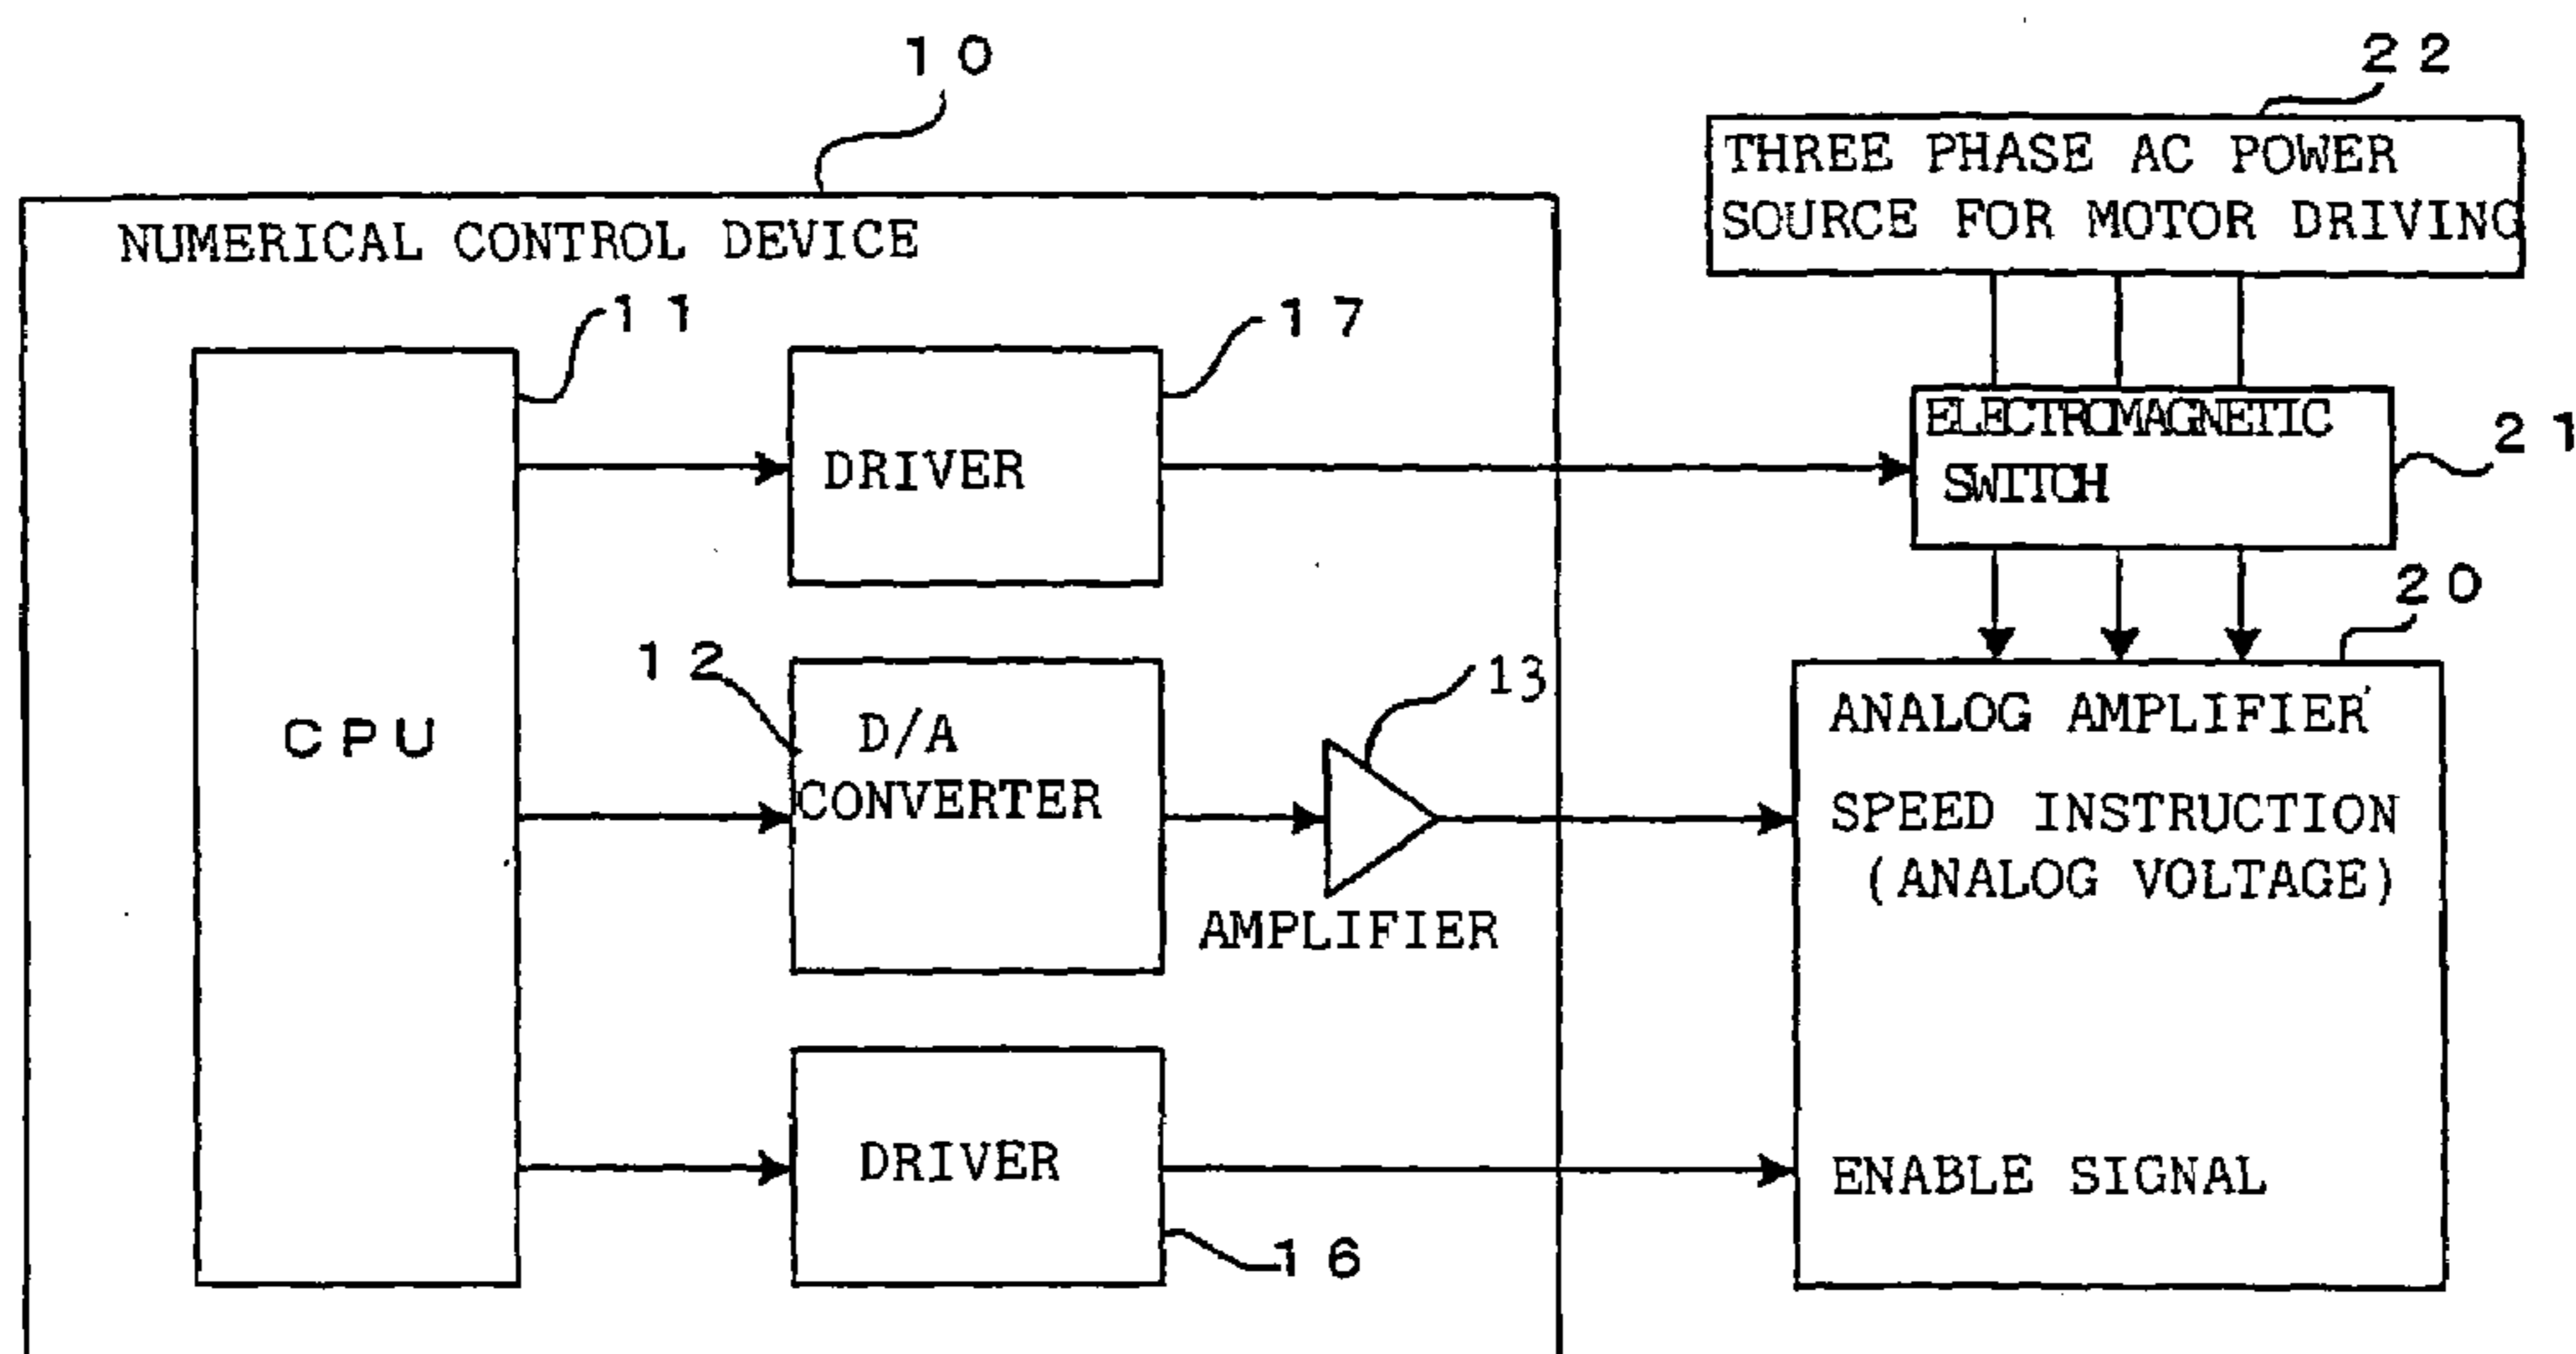 10
22
THREE PHASE AC POWER
SOURCE FOR MOTOR DRIVING
NUMERICAL CONTROL DEVICE
11
17
ELECTROMAGNETIC
SWITCH
21
DRIVER
20
12
13
CPU
D/A
CONVERTER
AMPLIFIER
ANALOG AMPLIFIER
SPEED INSTRUCTION
(ANALOG VOLTAGE)
DRIVER
ENABLE SIGNAL
16